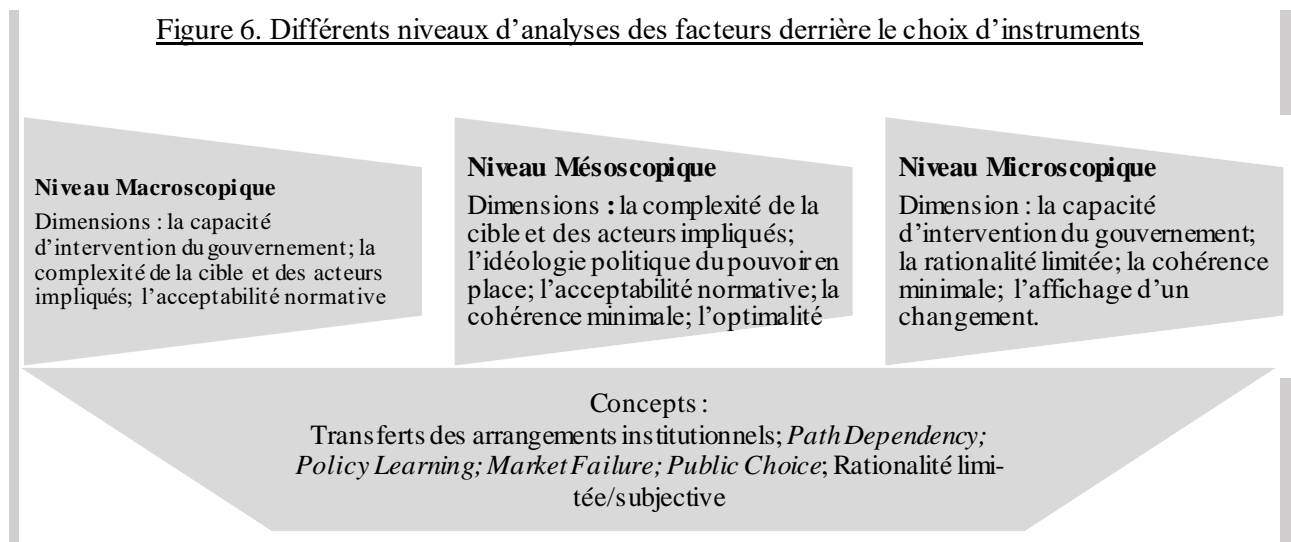 Figure 6. Différents niveaux d’analyses des facteurs derrière le choix d’instruments
Niveau Macroscopique
Dimensions : la capacité
d’intervention du gouvernement; la
complexité de la cible et des acteurs
impliqués; l’acceptabilité normative
Niveau Mésoscopique
Dimensions : la complexité de la
cible et des acteurs impliqués;
l’idéologie politique du pouvoir en
place; l’acceptabilité normative; la
cohérence minimale; l’optimalité
Niveau Microscopique
Dimension : la capacité
d’intervention du gouvernement;
la rationalité limitée; la cohérence
minimale; l’affichage d’un
changement.
Concepts :
Transferts des arrangements institutionnels; Path Dependency;
Policy Learning; Market Failure; Public Choice; Rationalité limi-
tée/subjective